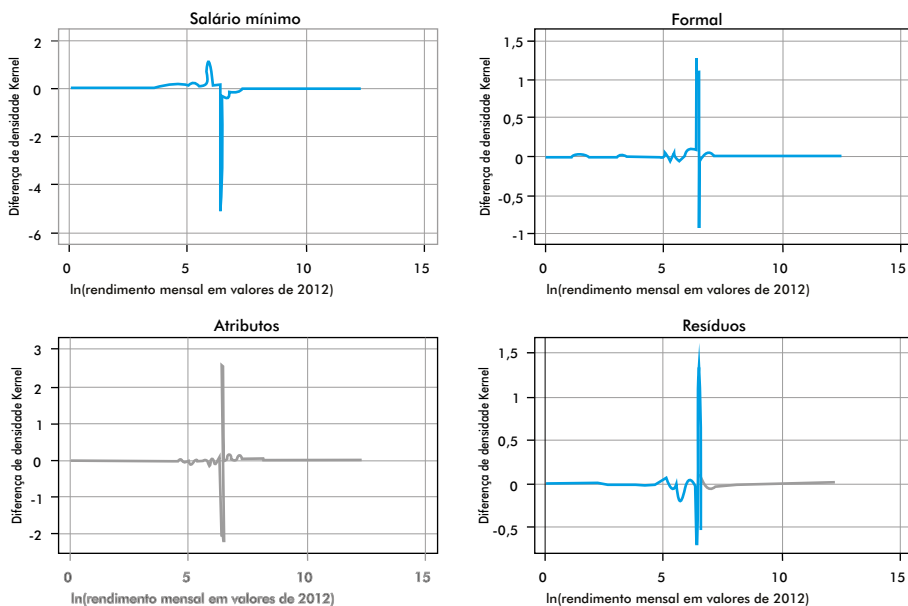 Salário mínimo
Diferença de densidade Kernel
2
0
-2
-4
-6
0 5 10 15
ln(rendimento mensal em valores de 2012)
Formal
Diferença de densidade Kernel
1,5
1
0,5
0
-0,5
-1
0 5 10 15
ln(rendimento mensal em valores de 2012)
Atributos
Diferença de densidade Kernel
3
2
1
0
-1
-2
0 5 10 15
ln(rendimento mensal em valores de 2012)
Resíduos
Diferença de densidade Kernel
1,5
1
0,5
0
-0,5
0 5 10 15
ln(rendimento mensal em valores de 2012)